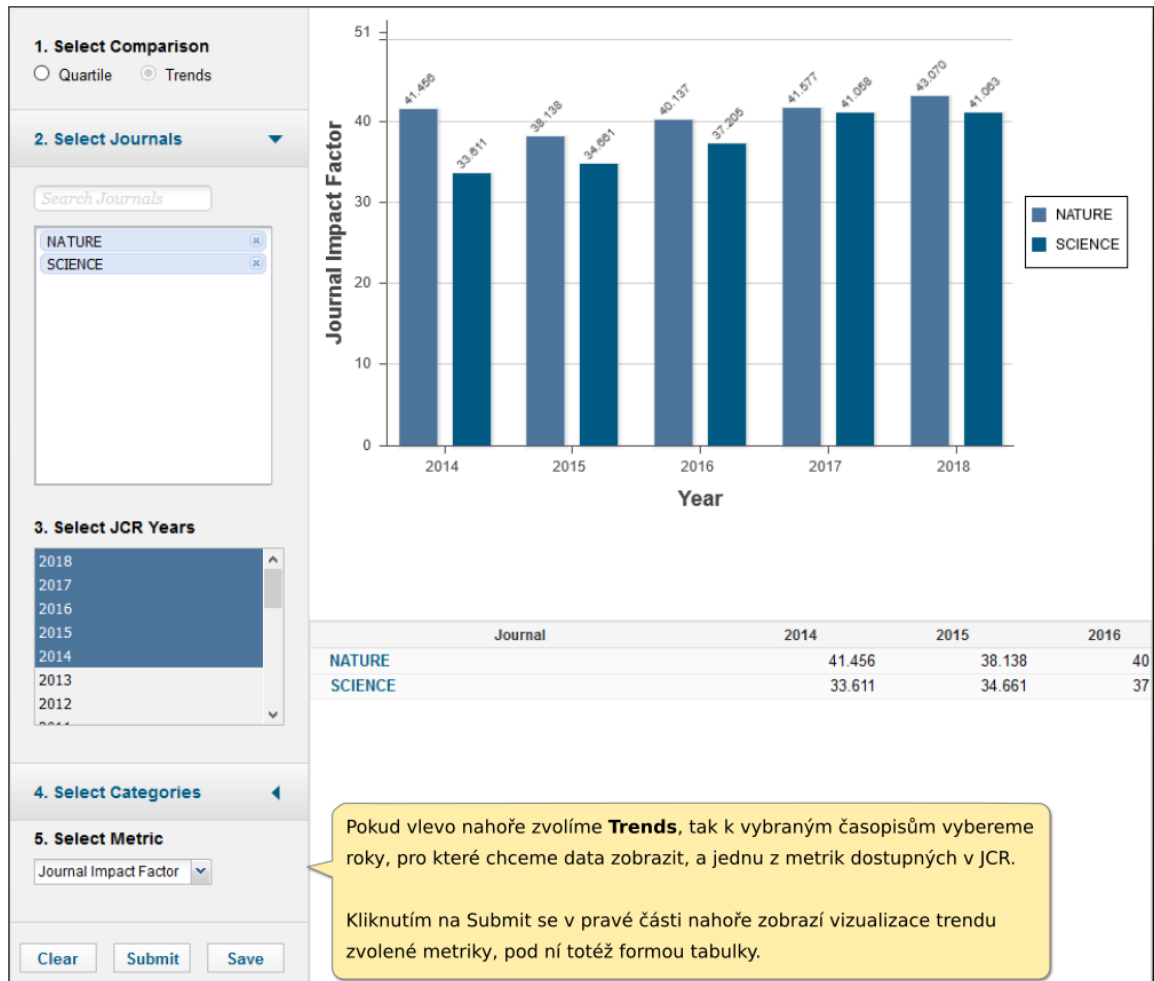 1. Select Comparison
Quartile Trends
2. Select Journals
Search Journals
NATURE
SCIENCE
3. Select JCR Years
2018
2017
2016
2015
2014
2013
2012
4. Select Categories
5. Select Metric
Journal Impact Factor
Clear Submit Save
51
40
30
20
10
0
Journal Impact Factor
41.456 33.611 38.138 34.661 40.137 37.205 41.577 41.058 43.070 41.063
2014 2015 2016 2017 2018
Year
NATURE
SCIENCE
Journal 2014 2015 2016
NATURE 41.456 38.138 40
SCIENCE 33.611 34.661 37
Pokud vlevo nahoře zvolíme Trends, tak k vybraným časopisům vybereme
roky, pro které chceme data zobrazit, a jednu z metrik dostupných v JCR.
Kliknutím na Submit se v pravé části nahoře zobrazí vizualizace trendu
zvolené metriky, pod ní totéž formou tabulky.